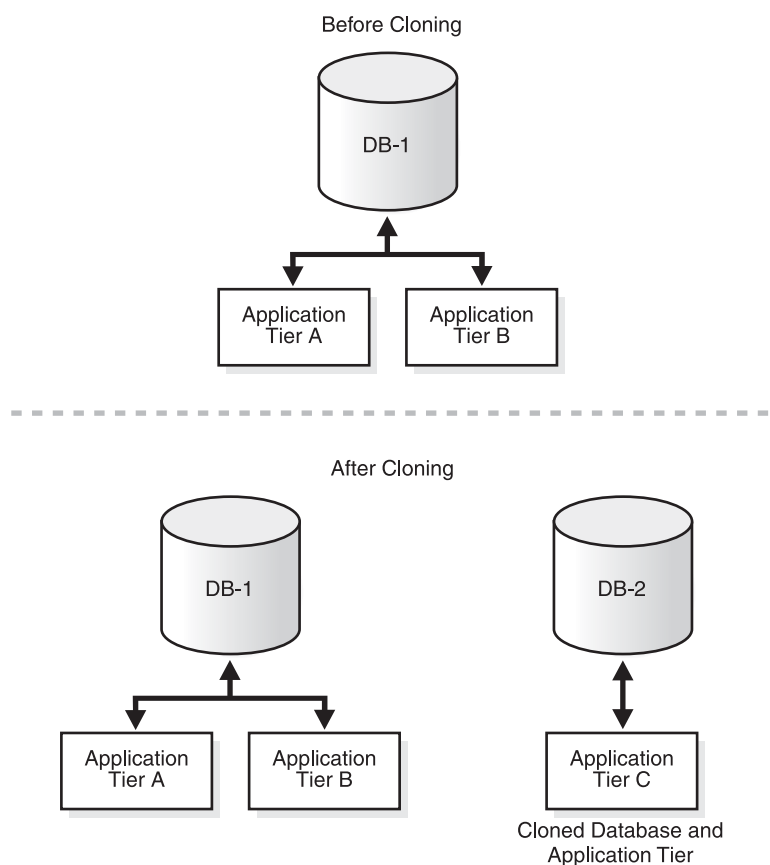 Before Cloning
DB-1
Application
Tier A
Application
Tier B
After Cloning
DB-1
DB-2
Application
Tier A
Application
Tier B
Application
Tier C
Cloned Database and
Application Tier